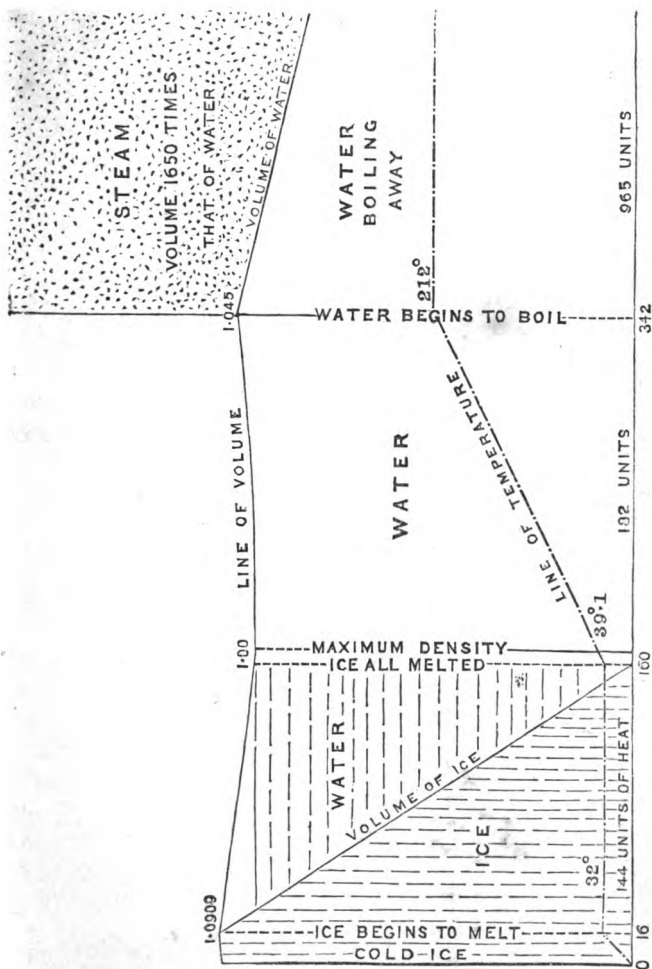 STEAM
VOLUME 1650 TIMES
THAT OF WATER
VOLUME OF WATER
WATER
BOILING
AWAY
965 UNITS
1·045
212°
WATER BEGINS TO BOIL
342
LINE OF VOLUME
WATER
LINE OF TEMPERATURE
182 UNITS
39°·1
1·00
MAXIMUM DENSITY
ICE ALL MELTED
160
WATER
VOLUME OF ICE
ICE
32°
144 UNITS OF HEAT
1·0909
ICE BEGINS TO MELT
16
COLD ICE
0